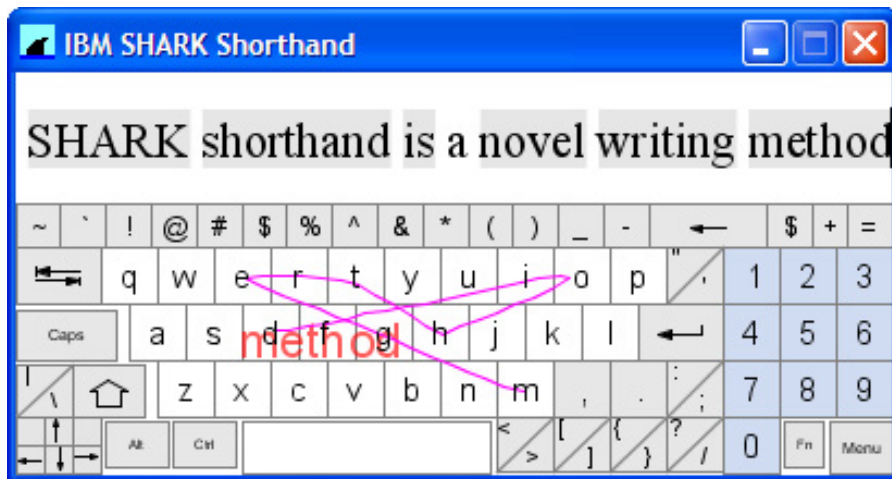 IBM SHARK Shorthand
SHARK shorthand is a novel writing method
~ ` ! @ # $ % ^ & * ( ) _ - ← $ + =
q w e r t y u i o p " ' 1 2 3
Caps a s d f g h j k l 4 5 6
method
| \ z x c v b n m , . : ; 7 8 9
Alt Ctrl < > [ ] { } ? / 0 Fn Menu